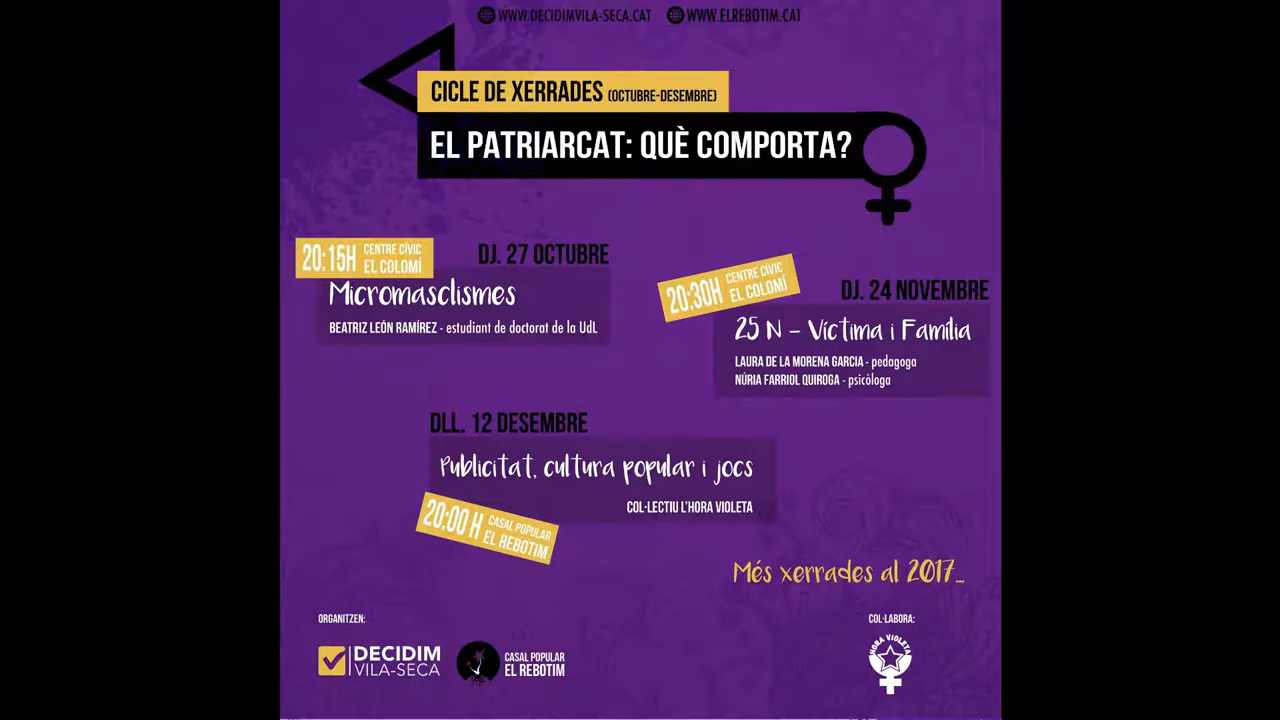 WWW.DECIDIMVILA-SECA.CAT WWW.ELREBOTIM.CAT
CICLE DE XERRADES (OCTUBRE-DESEMBRE)
EL PATRIARCAT: QUÈ COMPORTA?
20:15H CENTRE CÍVIC
EL COLOMÍ
DJ. 27 OCTUBRE
Micromasclismes
BEATRIZ LEÓN RAMÍREZ - estudiant de doctorat de la UdL
20:30H CENTRE CÍVIC
EL COLOMÍ
DJ. 24 NOVEMBRE
25 N - Víctima i Família
LAURA DE LA MORENA GARCIA - pedagoga
NÚRIA FARRIOL QUIROGA - psicòloga
DLL. 12 DESEMBRE
Publicitat, cultura popular i jocs
COL·LECTIU L'HORA VIOLETA
20:00 H CASAL POPULAR
EL REBOTIM
Més xerrades al 2017...
ORGANITZEN:
DECIDIM
VILA-SECA
CASAL POPULAR
EL REBOTIM
COL·LABORA:
HORA VIOLETA